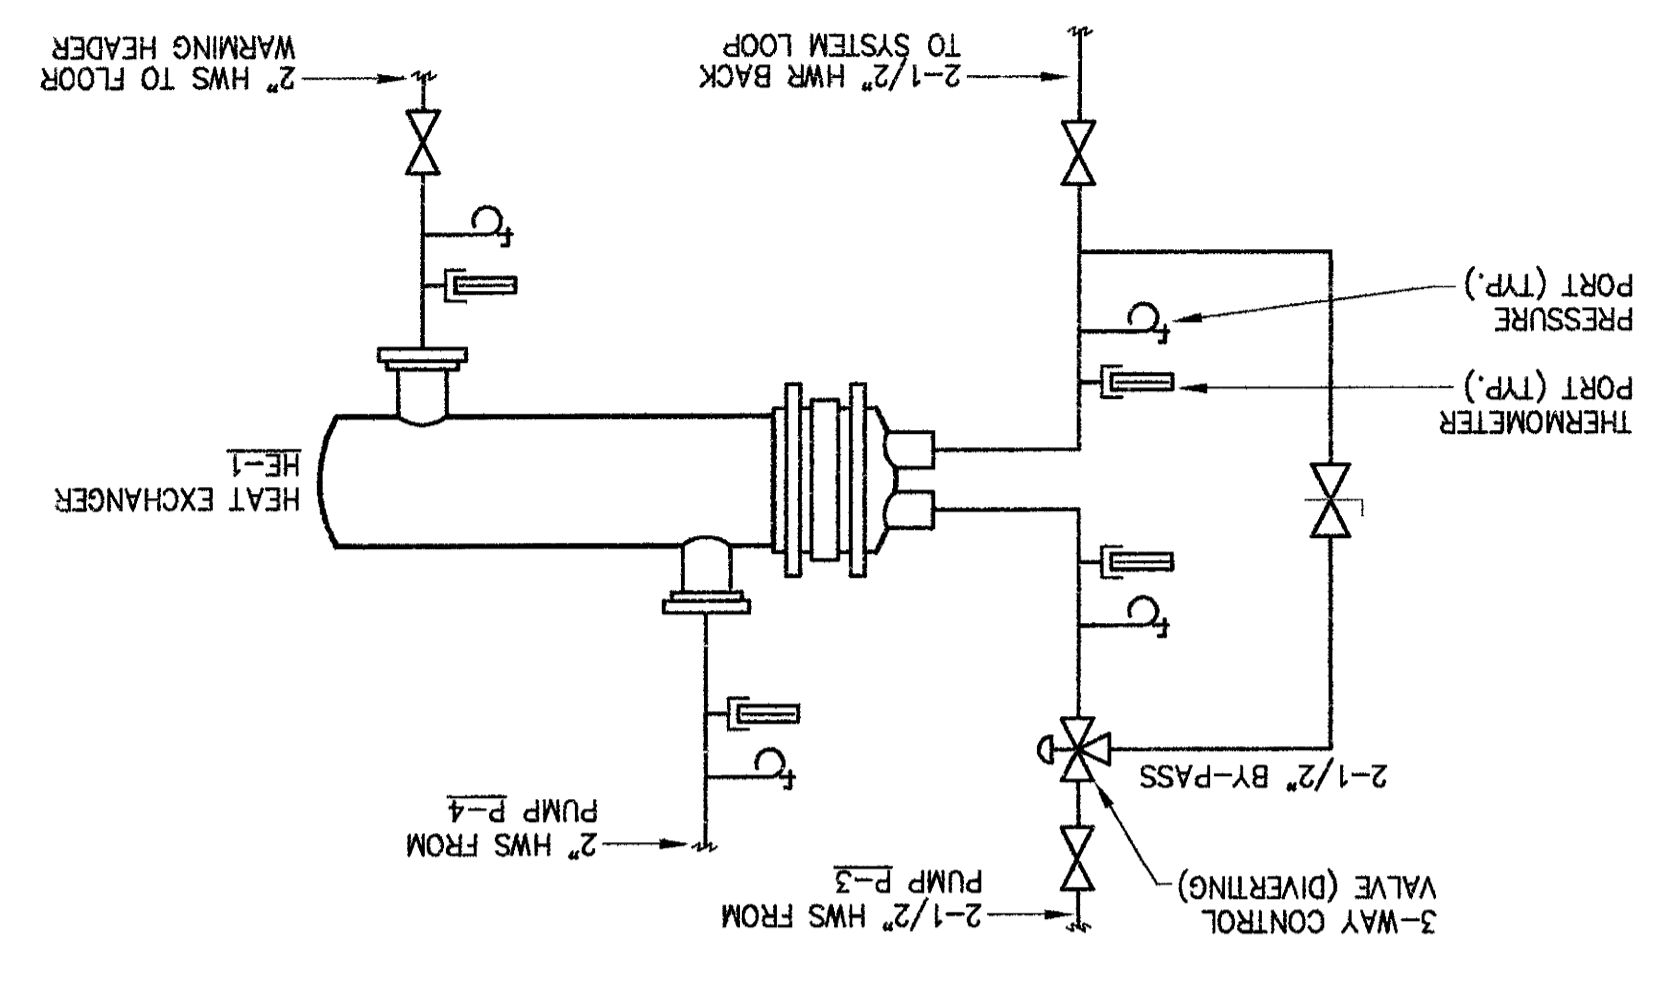 3-WAY CONTROL
VALVE (DIVERTING)
2-1/2" HWS FROM
PUMP P-3
2" HWS FROM
PUMP P-4
2-1/2" BY-PASS
HEAT EXCHANGER
HE-1
THERMOMETER
PORT (TYP.)
PRESSURE
PORT (TYP.)
2-1/2" HWR BACK
TO SYSTEM LOOP
2" HWS TO FLOOR
WARMING HEADER